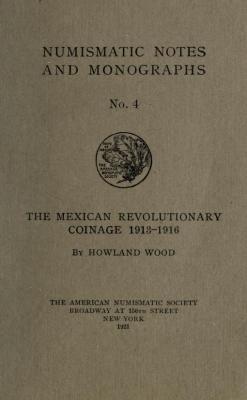 NUMISMATIC NOTES
AND MONOGRAPHS
No. 4
THE MEXICAN REVOLUTIONARY
COINAGE 1913-1916
By HOWLAND WOOD
THE AMERICAN NUMISMATIC SOCIETY
BROADWAY AT 156TH STREET
NEW YORK
1921